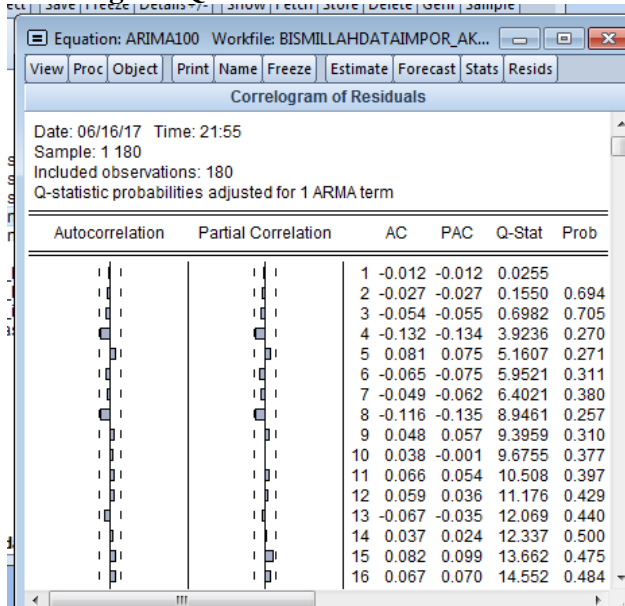 Save Freeze Details+/- Show Fetch Store Delete Genr Sample
Equation: ARIMA100 Workfile: BISMILLAHDATAIMPOR_AK...
View Proc Object Print Name Freeze Estimate Forecast Stats Resids
Correlogram of Residuals
Date: 06/16/17 Time: 21:55
Sample: 1 180
Included observations: 180
Q-statistic probabilities adjusted for 1 ARMA term
Autocorrelation Partial Correlation AC PAC Q-Stat Prob
1 -0.012 -0.012 0.0255
2 -0.027 -0.027 0.1550 0.694
3 -0.054 -0.055 0.6982 0.705
4 -0.132 -0.134 3.9236 0.270
5 0.081 0.075 5.1607 0.271
6 -0.065 -0.075 5.9521 0.311
7 -0.049 -0.062 6.4021 0.380
8 -0.116 -0.135 8.9461 0.257
9 0.048 0.057 9.3959 0.310
10 0.038 -0.001 9.6755 0.377
11 0.066 0.054 10.508 0.397
12 0.059 0.036 11.176 0.429
13 -0.067 -0.035 12.069 0.440
14 0.037 0.024 12.337 0.500
15 0.082 0.099 13.662 0.475
16 0.067 0.070 14.552 0.484